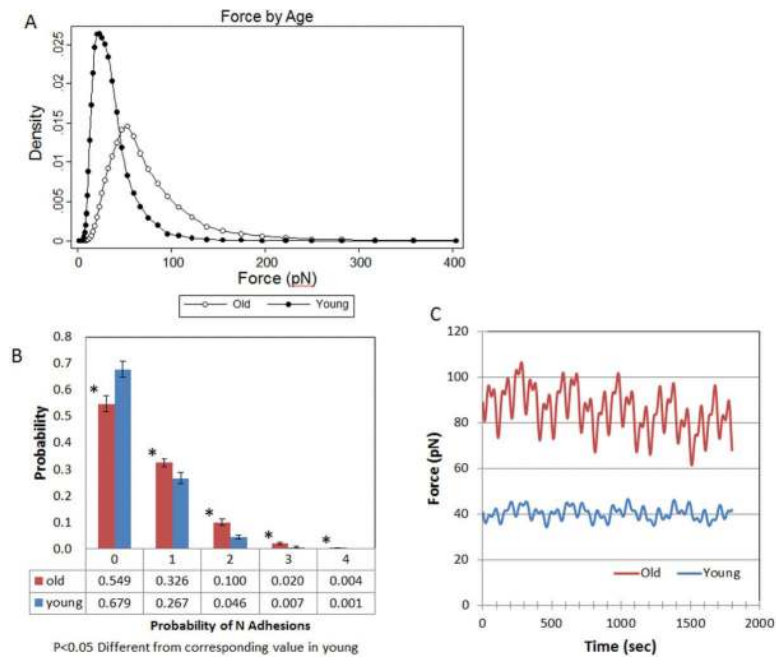 A
Force by Age
.025
.02
.015
.01
.005
0
Density
0 100 200 300 400
Force (pN)
Old Young
B
0.8
0.7
0.6
0.5
0.4
0.3
0.2
0.1
0.0
Probability
*
*
*
*
*
0 1 2 3 4
old 0.549 0.326 0.100 0.020 0.004
young 0.679 0.267 0.046 0.007 0.001
Probability of N Adhesions
P<0.05 Different from corresponding value in young
C
120
100
80
60
40
20
0
Force (pN)
Old Young
0 500 1000 1500 2000
Time (sec)